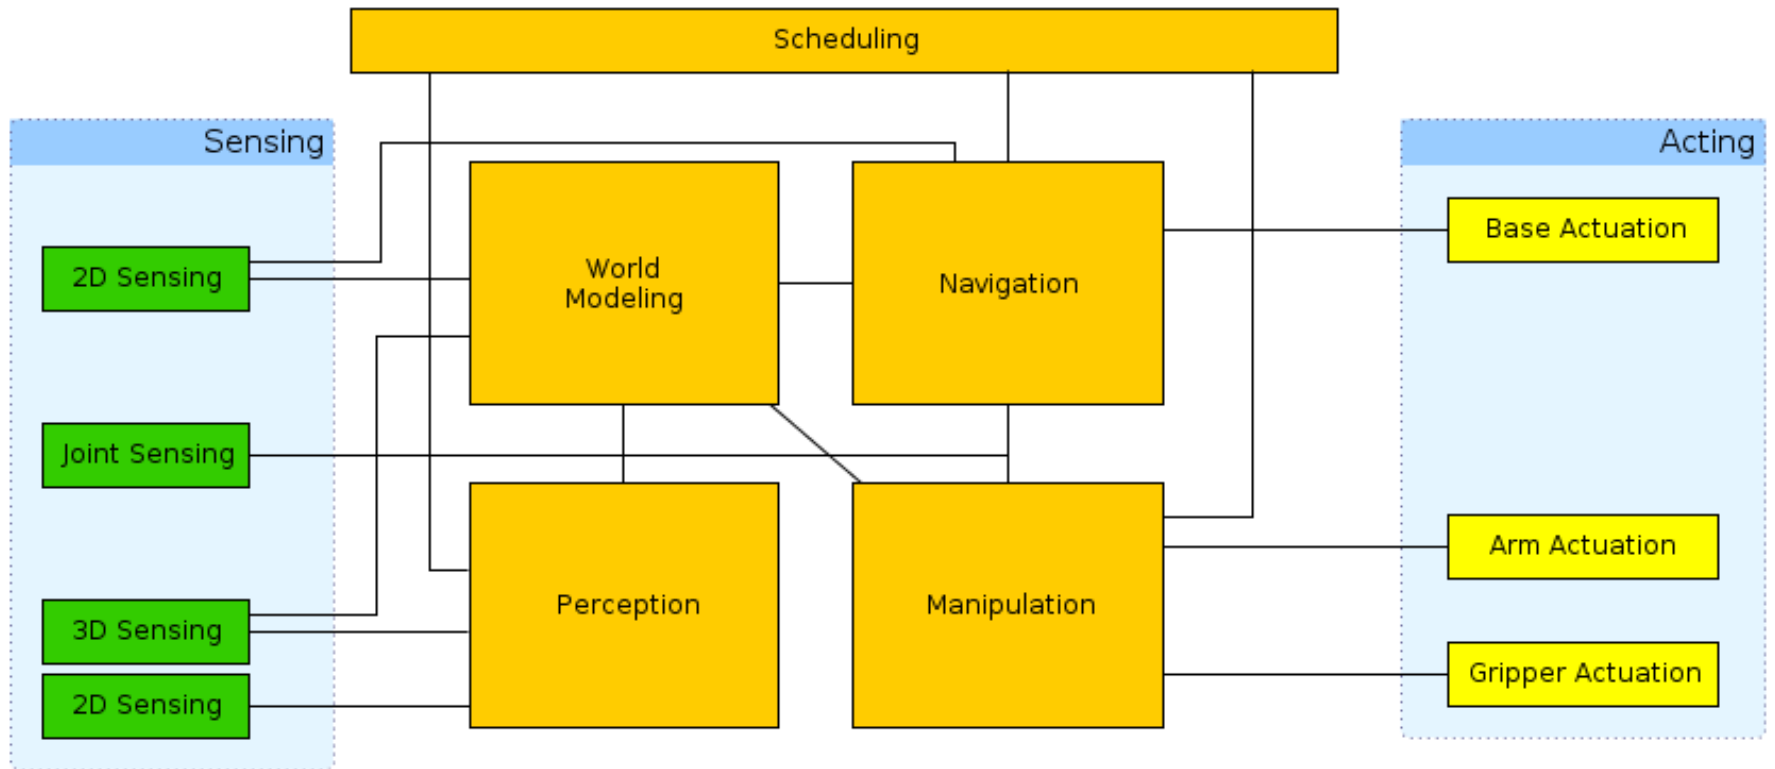 Scheduling
Sensing
Acting
2D Sensing
World
Modeling
Navigation
Base Actuation
Joint Sensing
3D Sensing
2D Sensing
Perception
Manipulation
Arm Actuation
Gripper Actuation